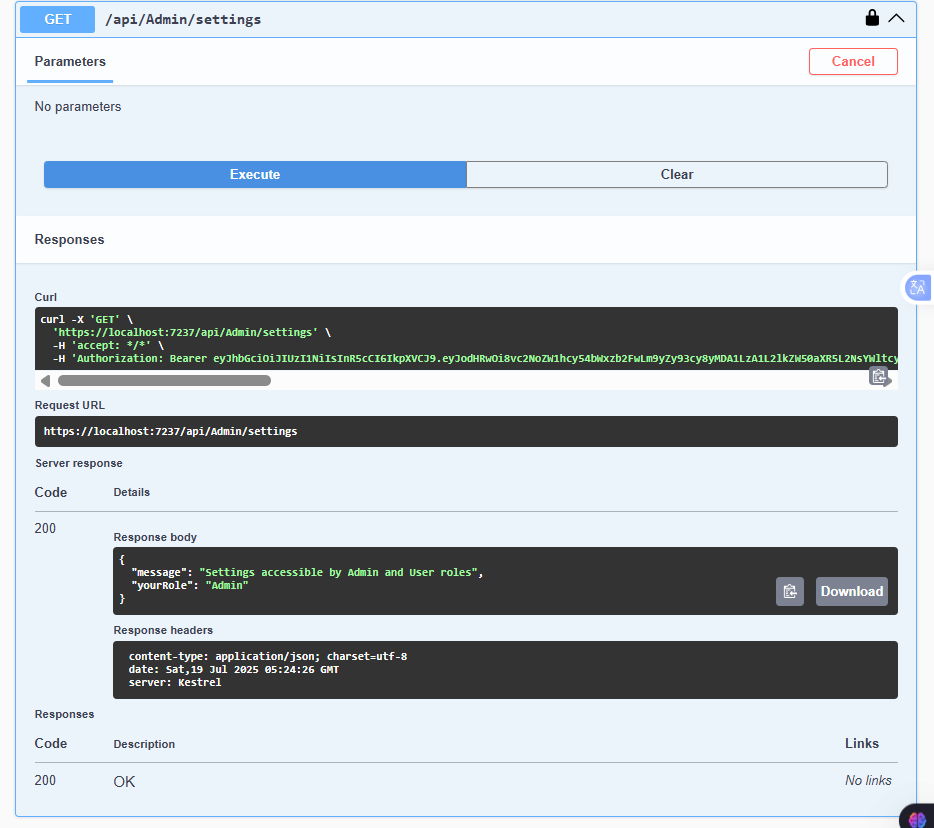 GET /api/Admin/settings
Parameters
Cancel
No parameters
Execute
Clear
Responses
Curl
curl -X 'GET' \
'https://localhost:7237/api/Admin/settings' \
-H 'accept: */*' \
-H 'Authorization: Bearer eyJhbGciOiJIUzI1NiIsInR5cCI6IkpXVCJ9.eyJodHRwOi8vc2NoZW1hcy54bWxzb2FwLm9yZy93cy8yMDA1LzA1L2lkZW50aXR5L2NsYWltcy
Request URL
https://localhost:7237/api/Admin/settings
Server response
Code Details
200
Response body
{
"message": "Settings accessible by Admin and User roles",
"yourRole": "Admin"
}
Download
Response headers
content-type: application/json; charset=utf-8
date: Sat,19 Jul 2025 05:24:26 GMT
server: Kestrel
Responses
Code Description Links
200 OK No links